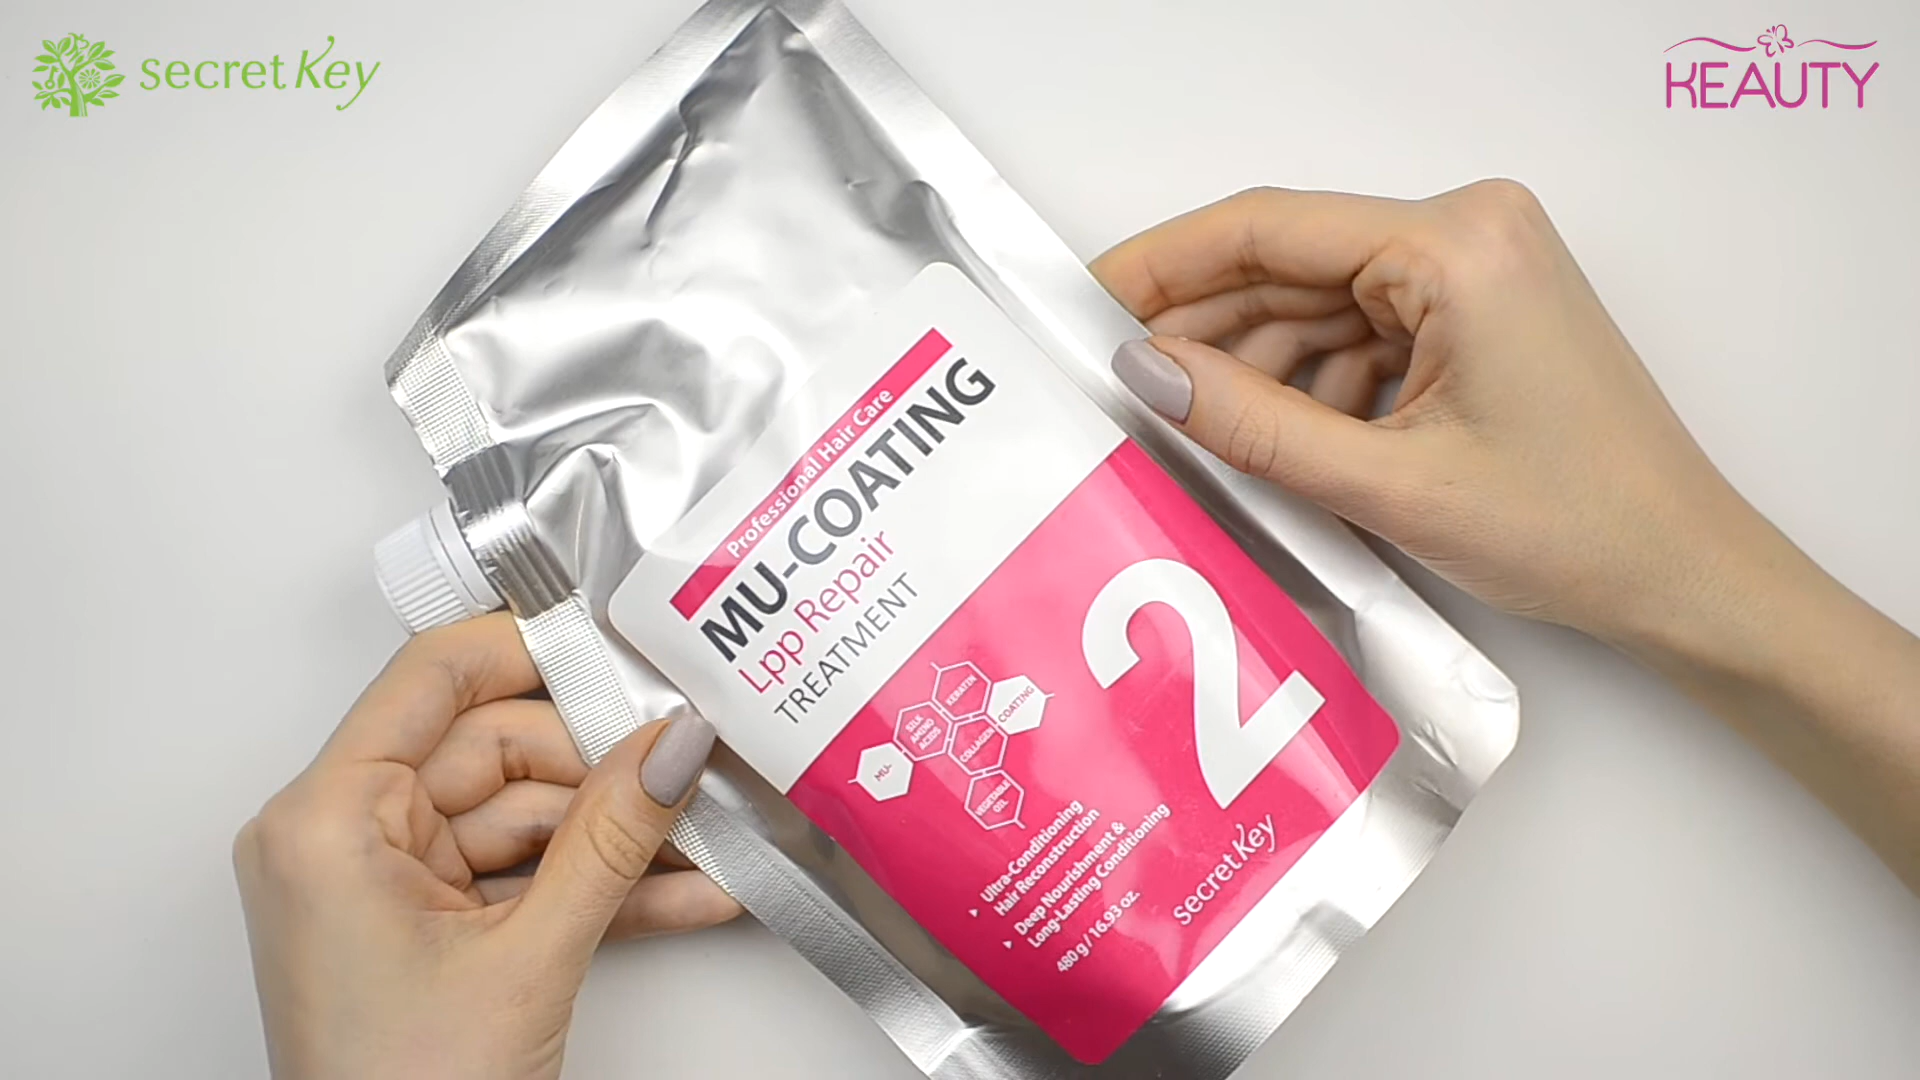 secret Key
KEAUTY
Professional Hair Care
MU-COATING
Lpp Repair
TREATMENT
2
KERATIN
SILK
AMINO
ACIDS
COATING
COLLAGEN
MU-
VEGETABLE
OIL
▸ Ultra-Conditioning
Hair Reconstruction
▸ Deep Nourishment &
Long-Lasting Conditioning
480 g / 16.93 oz.
secret Key